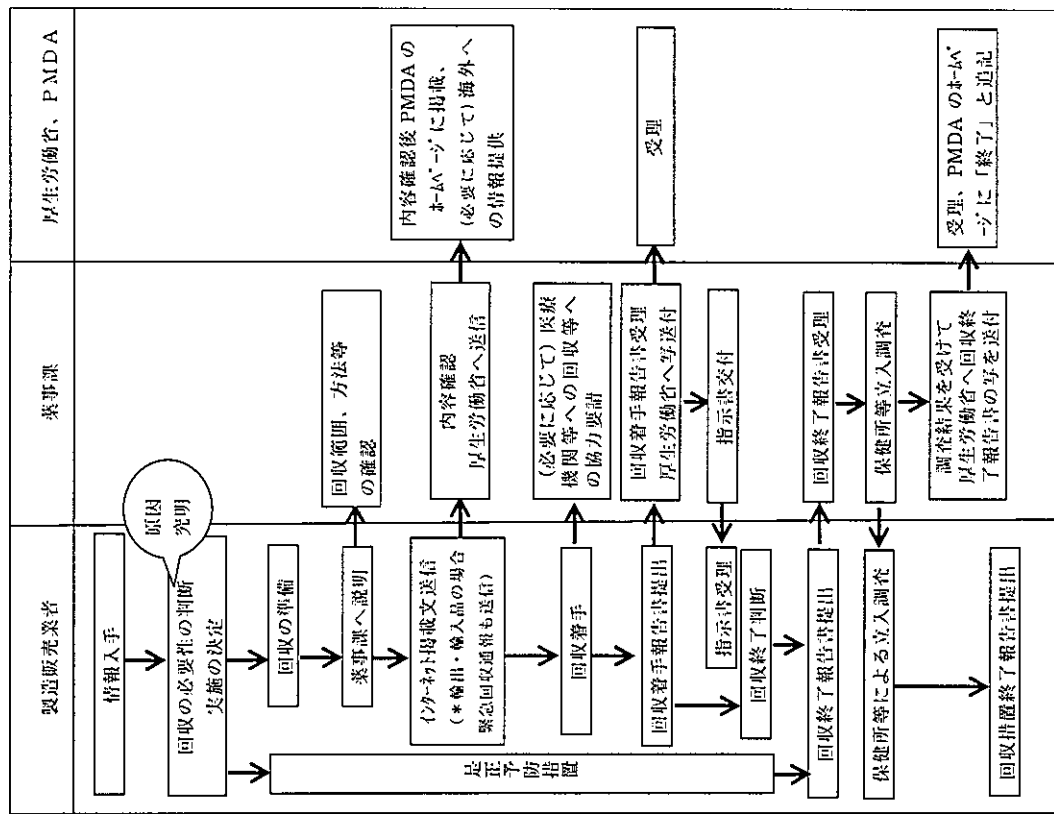 製造販売業者
薬事課
厚生労働省、PMDA
情報入手
原因
究明
回収の必要性の判断
実施の決定
回収の準備
薬事課へ説明
回収範囲、方法等
の確認
インターネット掲載文送信
(*輸出・輸入品の場合
緊急回収通報も送信)
内容確認
厚生労働省へ送信
内容確認後 PMDA の
ホームページに掲載、
(必要に応じて)海外へ
の情報提供
回収着手
(必要に応じて)医療
機関等への回収等へ
の協力要請
回収着手報告書提出
回収着手報告書受理
厚生労働省へ写送付
受理
指示書交付
指示書受理
回収終了判断
是正予防措置
回収終了報告書提出
回収終了報告書受理
保健所等立入調査
保健所等による立入調査
調査結果を受けて
厚生労働省へ回収終
了報告書の写を送付
受理、PMDA のホームペ
ージに「終了」と追記
回収措置終了報告書提出